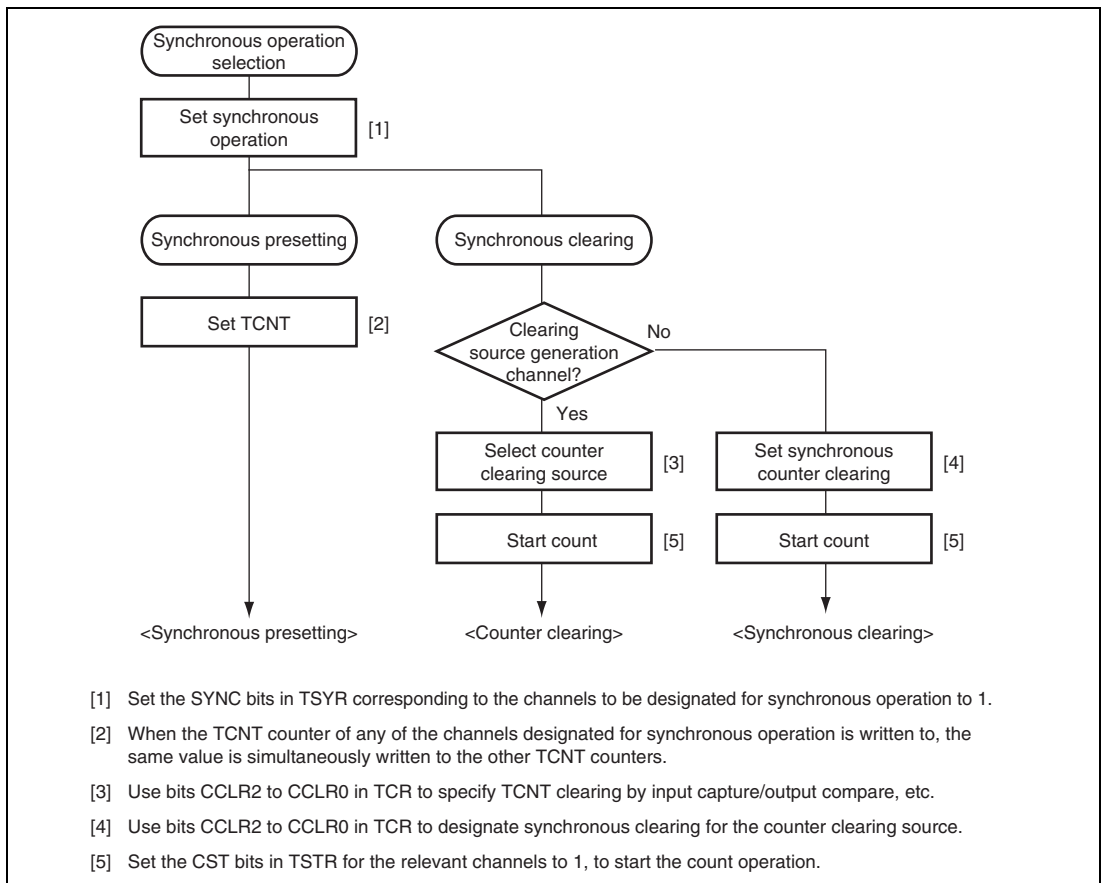 Synchronous operation
selection
Set synchronous
operation
[1]
Synchronous presetting
Synchronous clearing
Set TCNT
[2]
Clearing
source generation
channel?
No
Yes
Select counter
clearing source
[3]
Set synchronous
counter clearing
[4]
Start count
[5]
Start count
[5]
<Synchronous presetting>
<Counter clearing>
<Synchronous clearing>
[1] Set the SYNC bits in TSYR corresponding to the channels to be designated for synchronous operation to 1.
[2] When the TCNT counter of any of the channels designated for synchronous operation is written to, the
same value is simultaneously written to the other TCNT counters.
[3] Use bits CCLR2 to CCLR0 in TCR to specify TCNT clearing by input capture/output compare, etc.
[4] Use bits CCLR2 to CCLR0 in TCR to designate synchronous clearing for the counter clearing source.
[5] Set the CST bits in TSTR for the relevant channels to 1, to start the count operation.